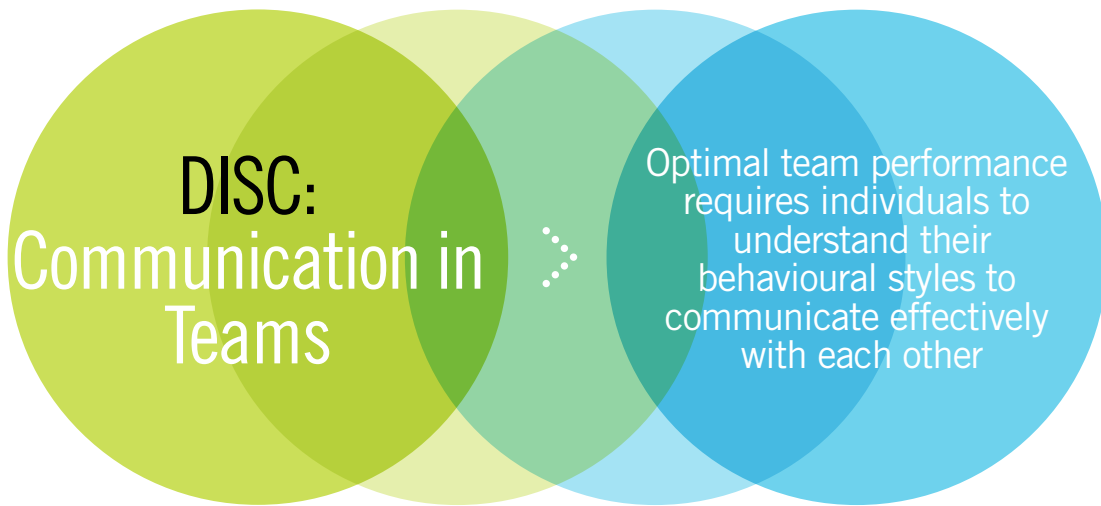 DISC:
Communication in
Teams
Optimal team performance
requires individuals to
understand their
behavioural styles to
communicate effectively
with each other